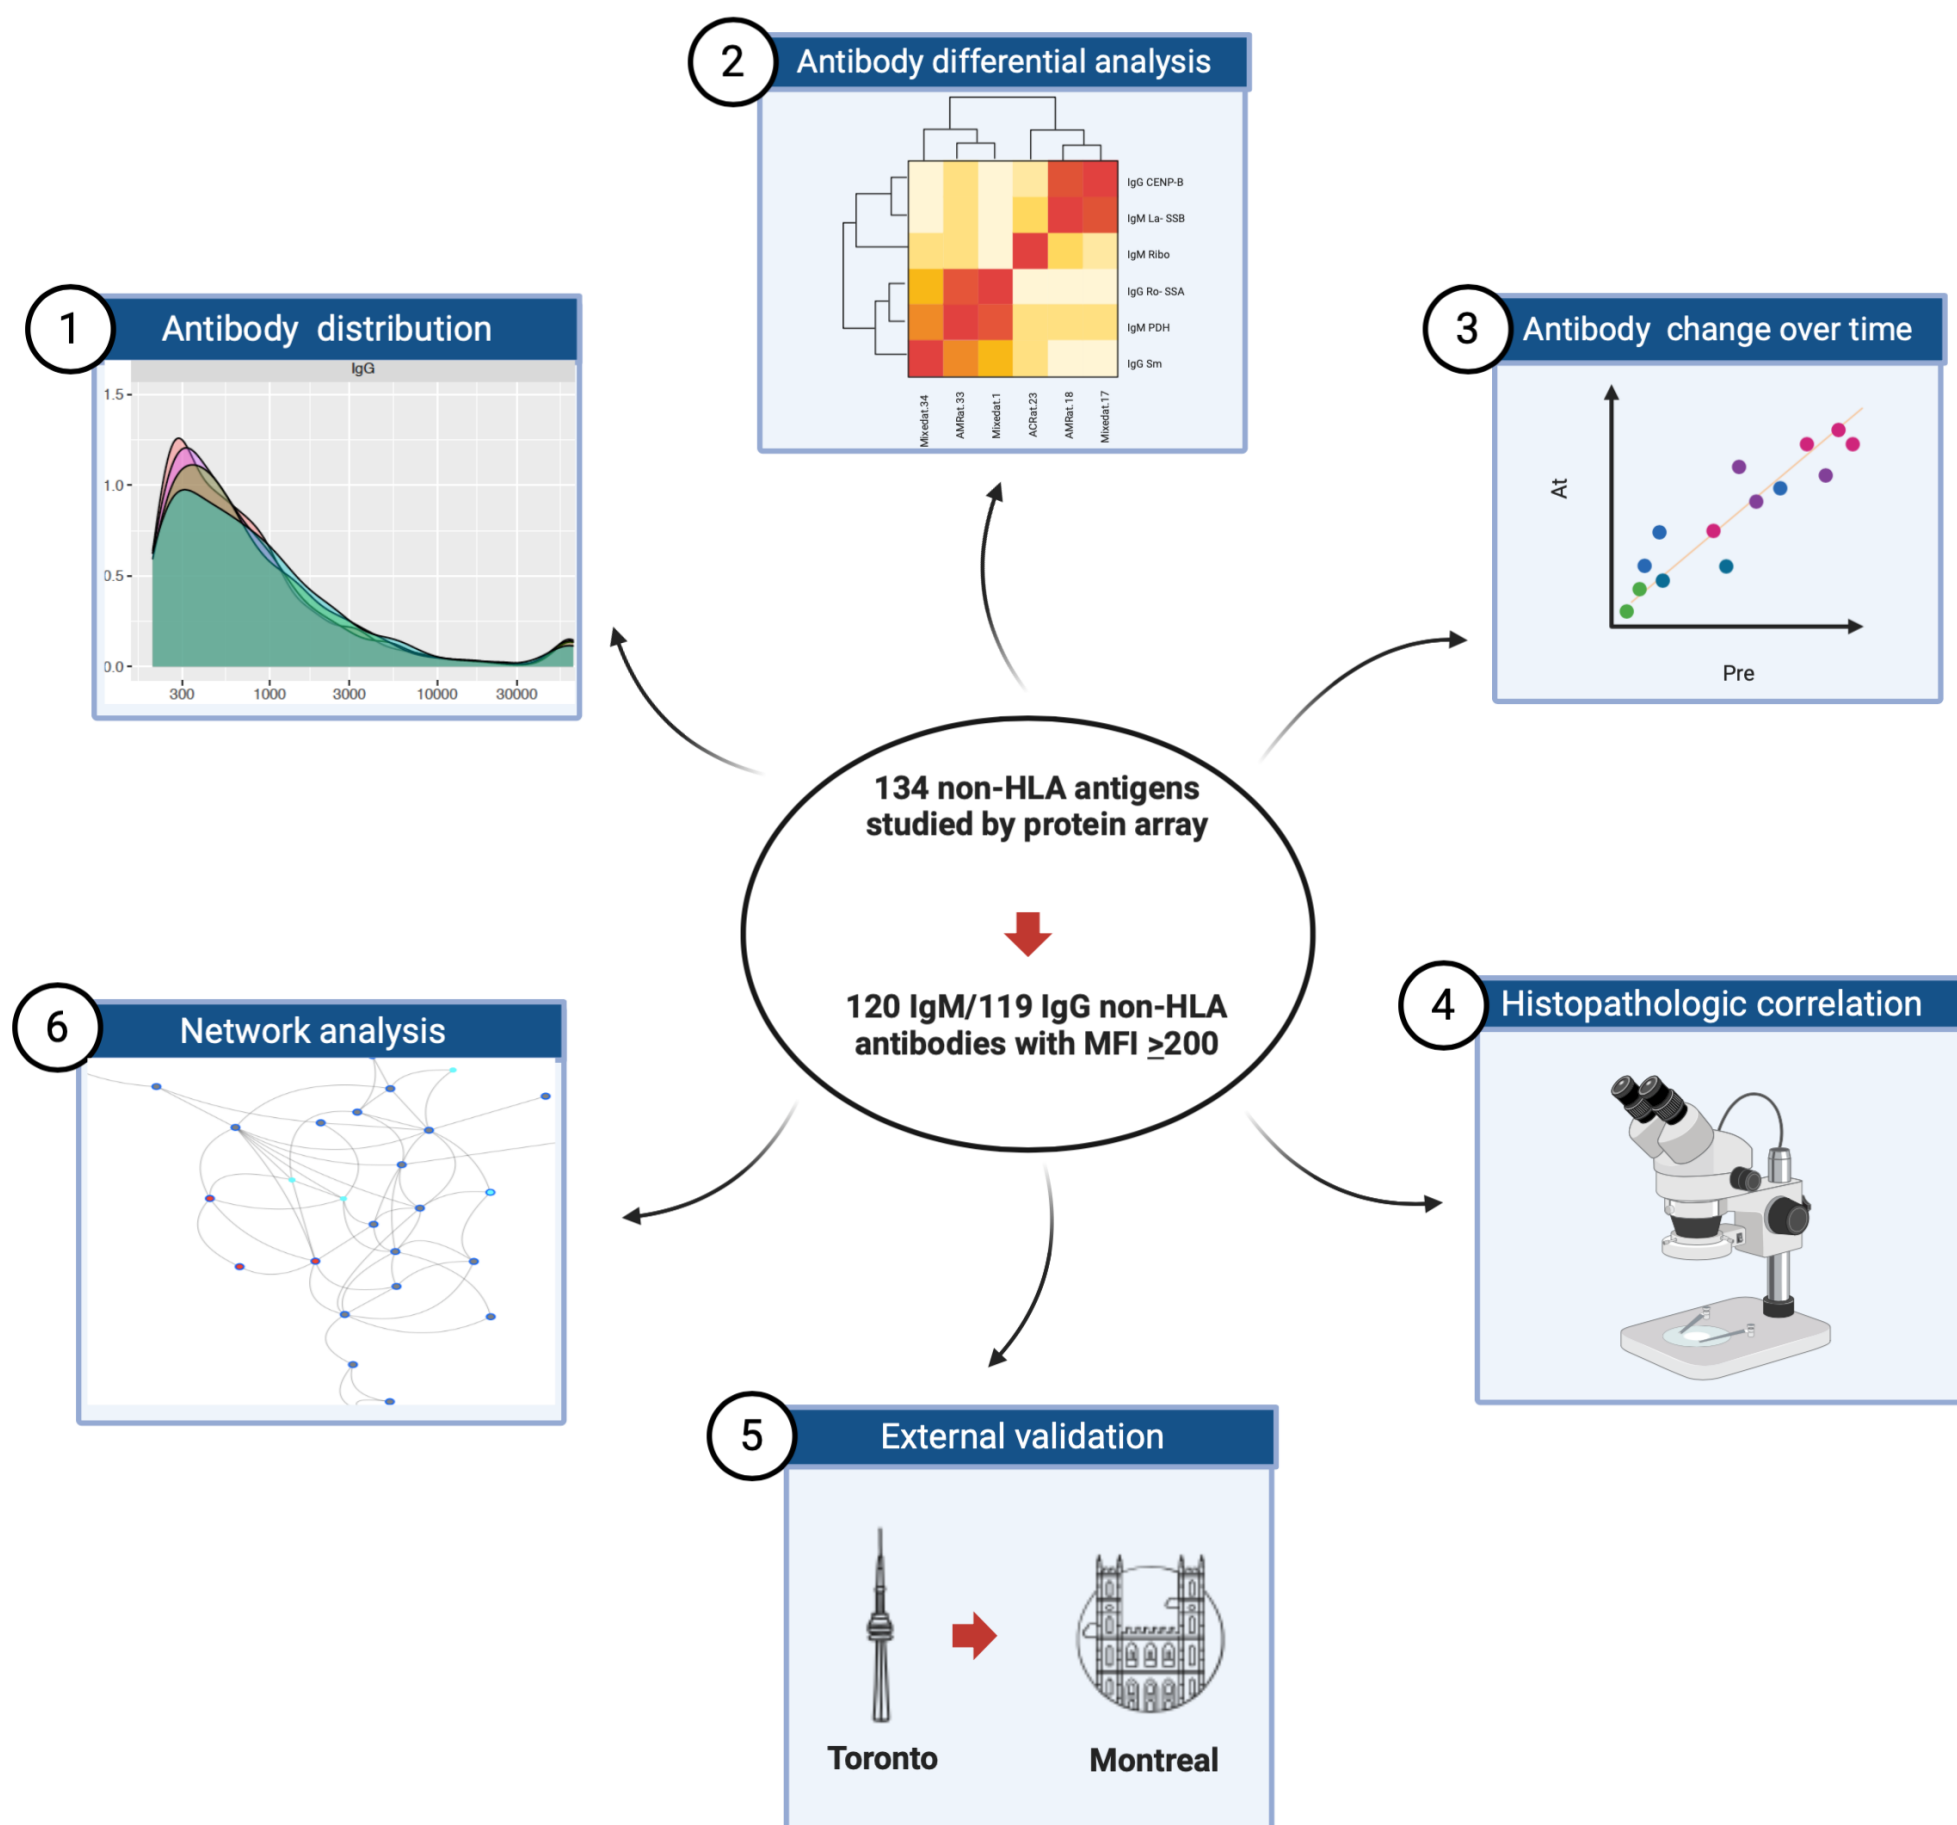 1
Antibody distribution
IgG
1.5
1.0
0.5
0.0
300 1000 3000 10000 30000
2
Antibody differential analysis
IgG CENP-B
IgM La- SSB
IgM Ribo
IgG Ro- SSA
IgM PDH
IgG Sm
Mixedat.34
AMRat.33
Mixedat.1
ACRat.23
AMRat.18
Mixedat.17
3
Antibody change over time
At
Pre
134 non-HLA antigens
studied by protein array
120 IgM/119 IgG non-HLA
antibodies with MFI ≥200
4
Histopathologic correlation
5
External validation
Toronto
Montreal
6
Network analysis